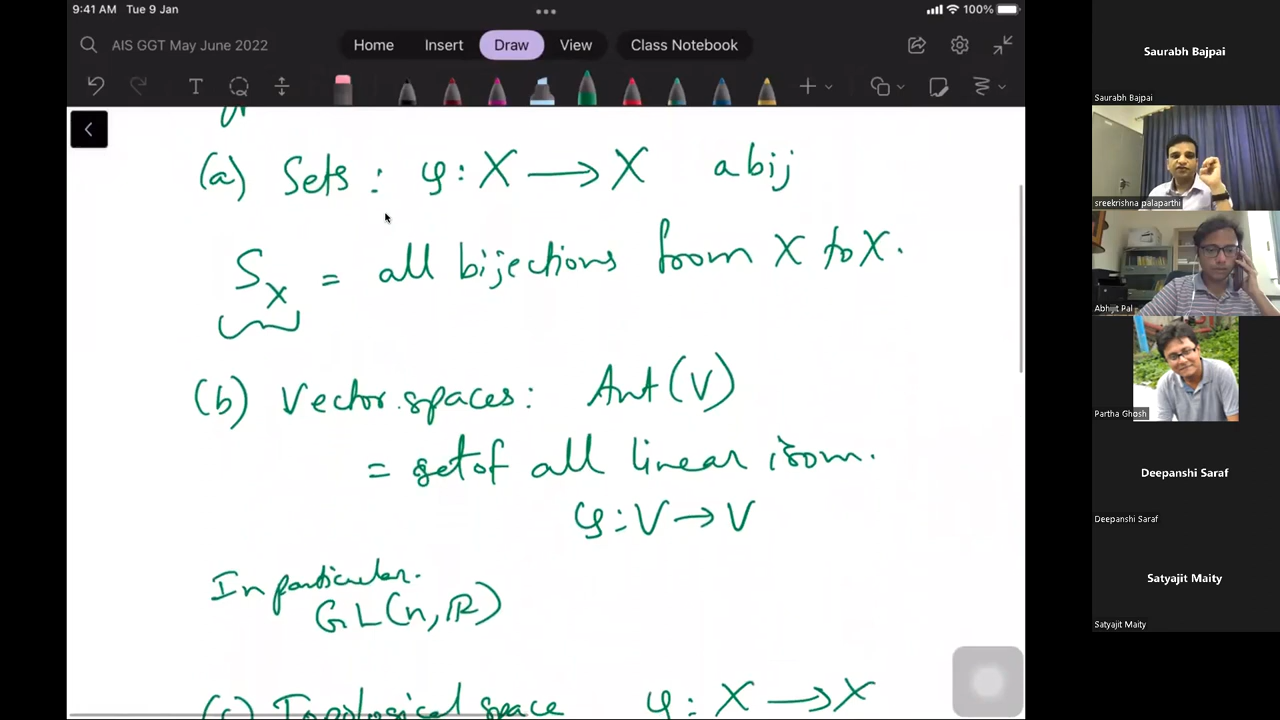 9:41 AM Tue 9 Jan
100%
AIS GGT May June 2022
Home Insert Draw View Class Notebook
(a) Sets : φ : X → X a bij
S_X = all bijections from X to X.
(b) Vector spaces : Aut (V)
= set of all linear isom.
φ : V → V
In particular.
GL(n, ℝ)
(c) Topological space φ : X → X
Saurabh Bajpai
Saurabh Bajpai
sreekrishna palaparthi
Abhijit Pal
Partha Ghosh
Deepanshi Saraf
Deepanshi Saraf
Satyajit Maity
Satyajit Maity